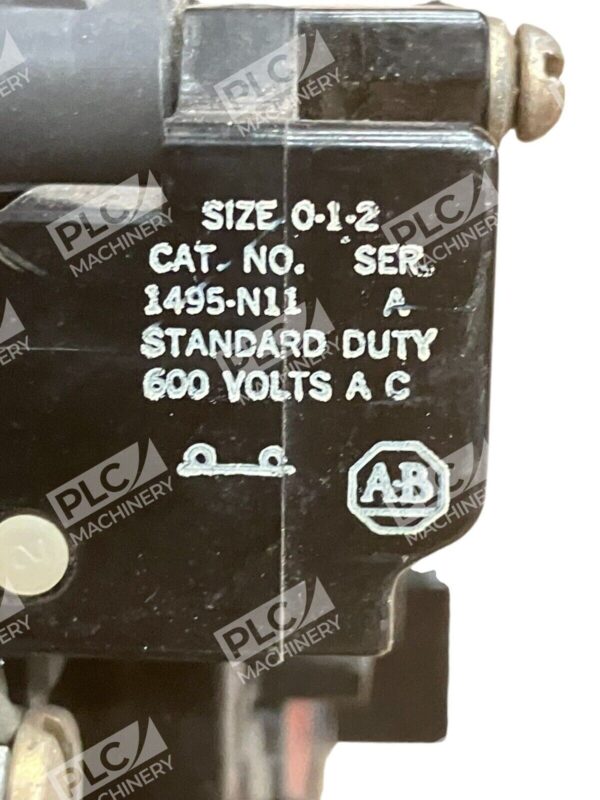 SIZE 0-1-2
CAT. NO. SER.
1495-N11 A
STANDARD DUTY
600 VOLTS A C
A-B
PLC MACHINERY